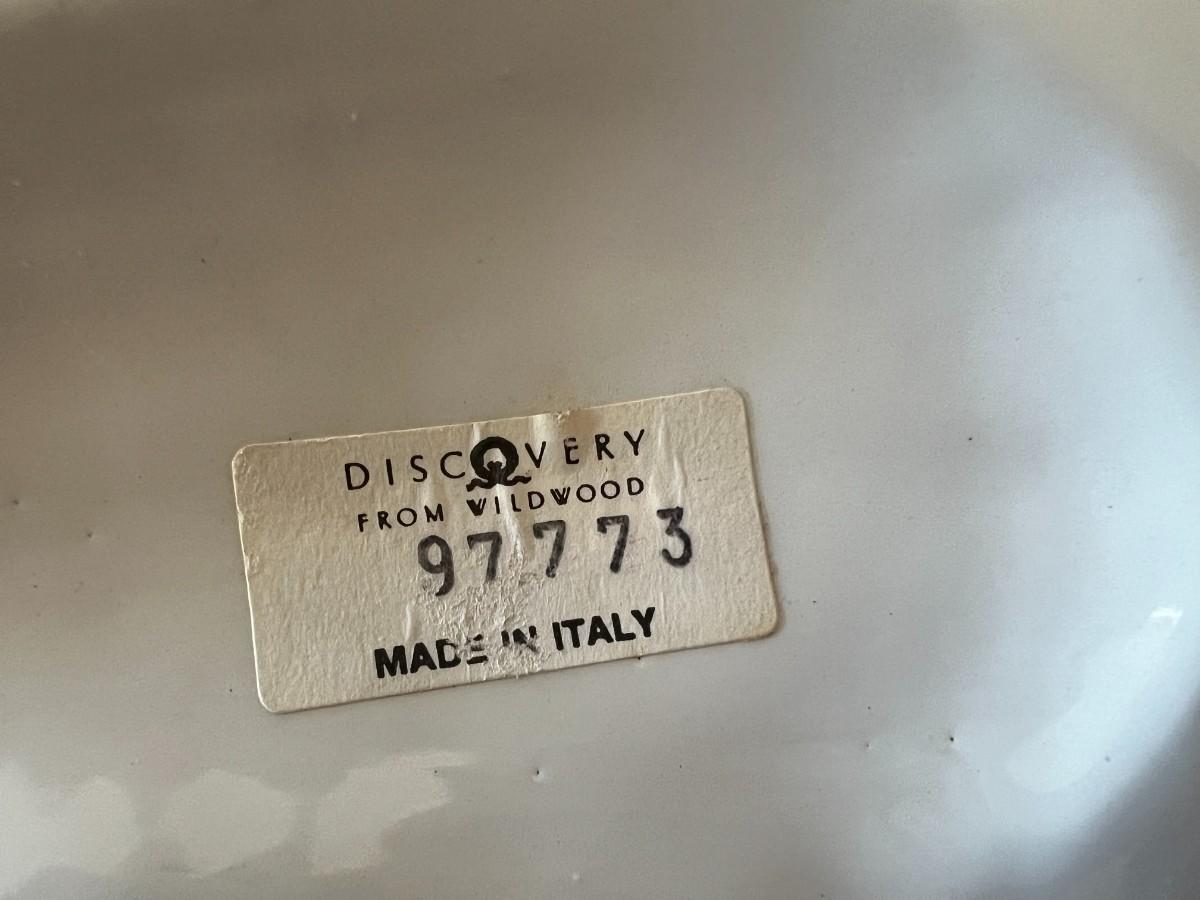 DISCOVERY
FROM WILDWOOD
97773
MADE IN ITALY